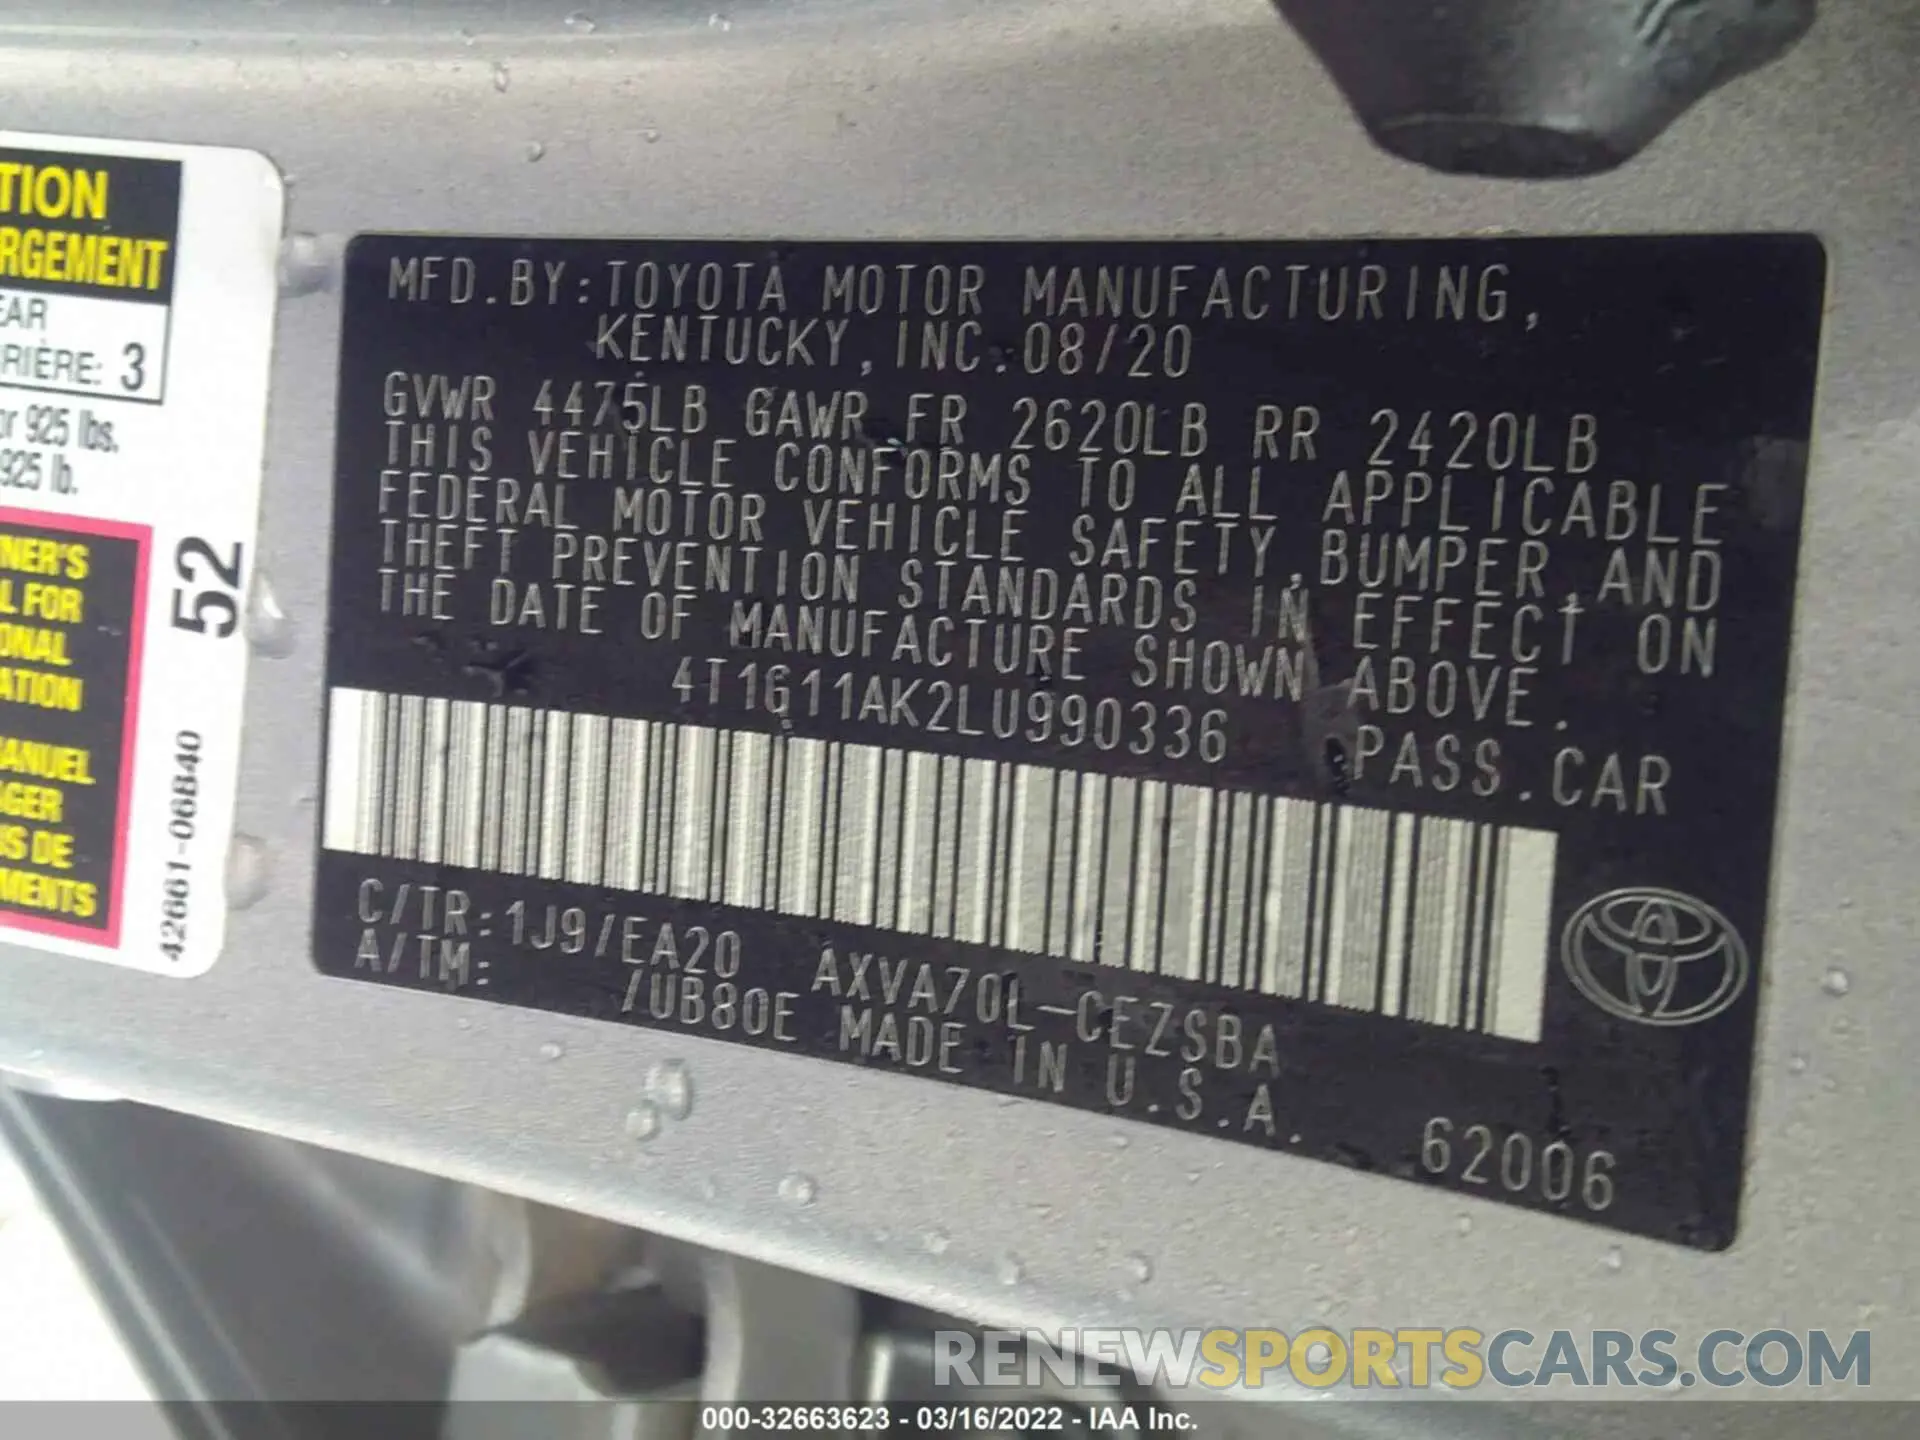 TION
RGEMENT
EAR
RIÈRE: 3
or 925 lbs.
925 lb.
NER'S
L FOR
ONAL
ATION
MANUEL
AGER
US DE
MENTS
52
42661-06B40
MFD.BY:TOYOTA MOTOR MANUFACTURING,
KENTUCKY,INC.08/20
GVWR 4475LB GAWR FR 2620LB RR 2420LB
THIS VEHICLE CONFORMS TO ALL APPLICABLE
FEDERAL MOTOR VEHICLE SAFETY,BUMPER,AND
THEFT PREVENTION STANDARDS IN EFFECT ON
THE DATE OF MANUFACTURE SHOWN ABOVE.
4T1G11AK2LU990336 PASS.CAR
C/TR:1J9/EA20 AXVA70L-CEZSBA
A/TM: /UB80E MADE IN U.S.A.
62006
RENEWSPORTSCARS.COM
000-32663623 - 03/16/2022 - IAA Inc.